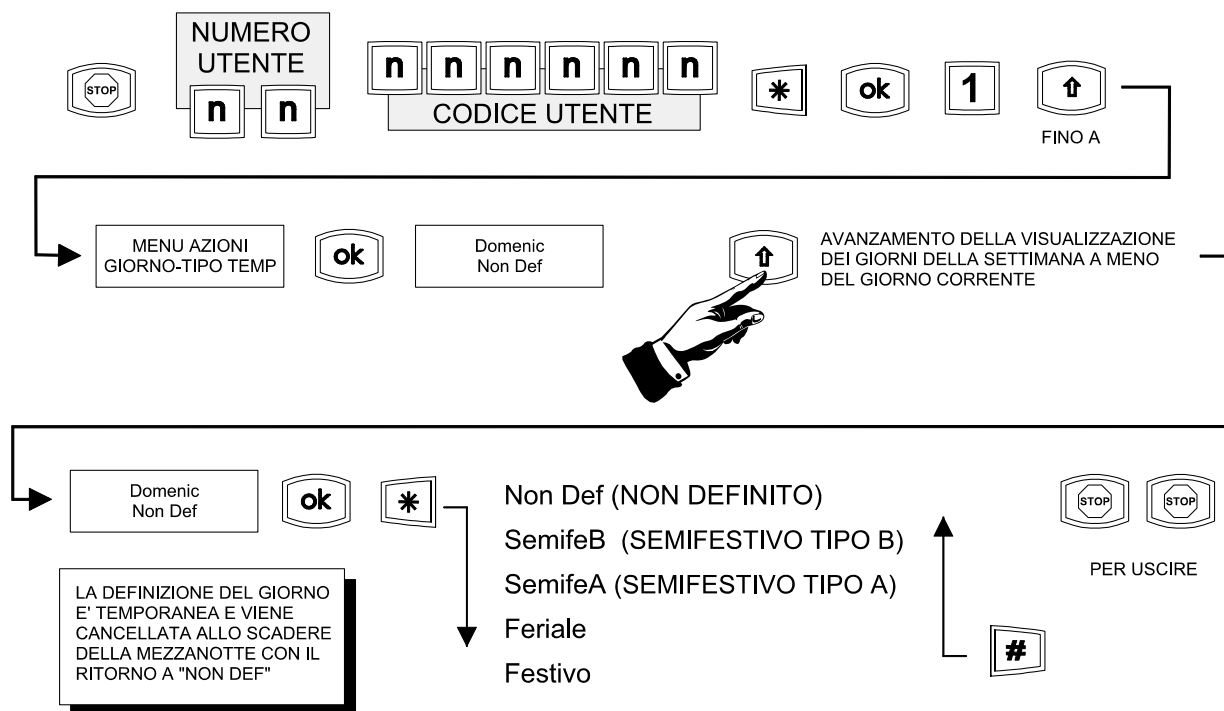 STOP
NUMERO
UTENTE
n n
n n n n n n
CODICE UTENTE
*
ok
1
FINO A
MENU AZIONI
GIORNO-TIPO TEMP
ok
Domenic
Non Def
AVANZAMENTO DELLA VISUALIZZAZIONE
DEI GIORNI DELLA SETTIMANA A MENO
DEL GIORNO CORRENTE
Domenic
Non Def
ok
*
Non Def (NON DEFINITO)
SemifeB (SEMIFESTIVO TIPO B)
SemifeA (SEMIFESTIVO TIPO A)
Feriale
Festivo
#
STOP STOP
PER USCIRE
LA DEFINIZIONE DEL GIORNO
E' TEMPORANEA E VIENE
CANCELLATA ALLO SCADERE
DELLA MEZZANOTTE CON IL
RITORNO A "NON DEF"